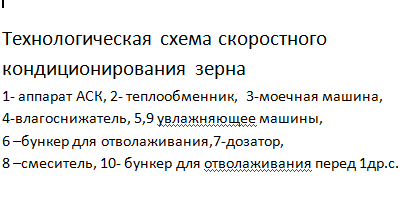 Технологическая схема скоростного
кондиционирования зерна
1- аппарат АСК, 2- теплообменник, 3-моечная машина,
4-влагоснижатель, 5,9 увлажняющее машины,
6 –бункер для отволаживания,7-дозатор,
8 –смеситель, 10- бункер для отволаживания перед 1др.с.